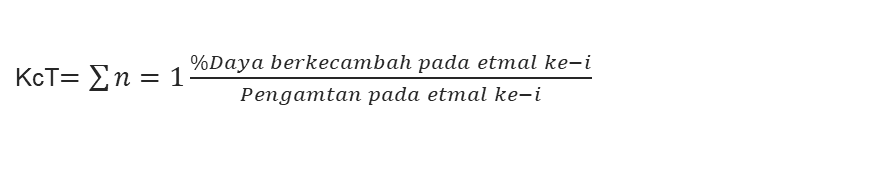 KcT= ∑n = 1 %Daya berkecambah pada etmal ke−i
Pengamtan pada etmal ke−i